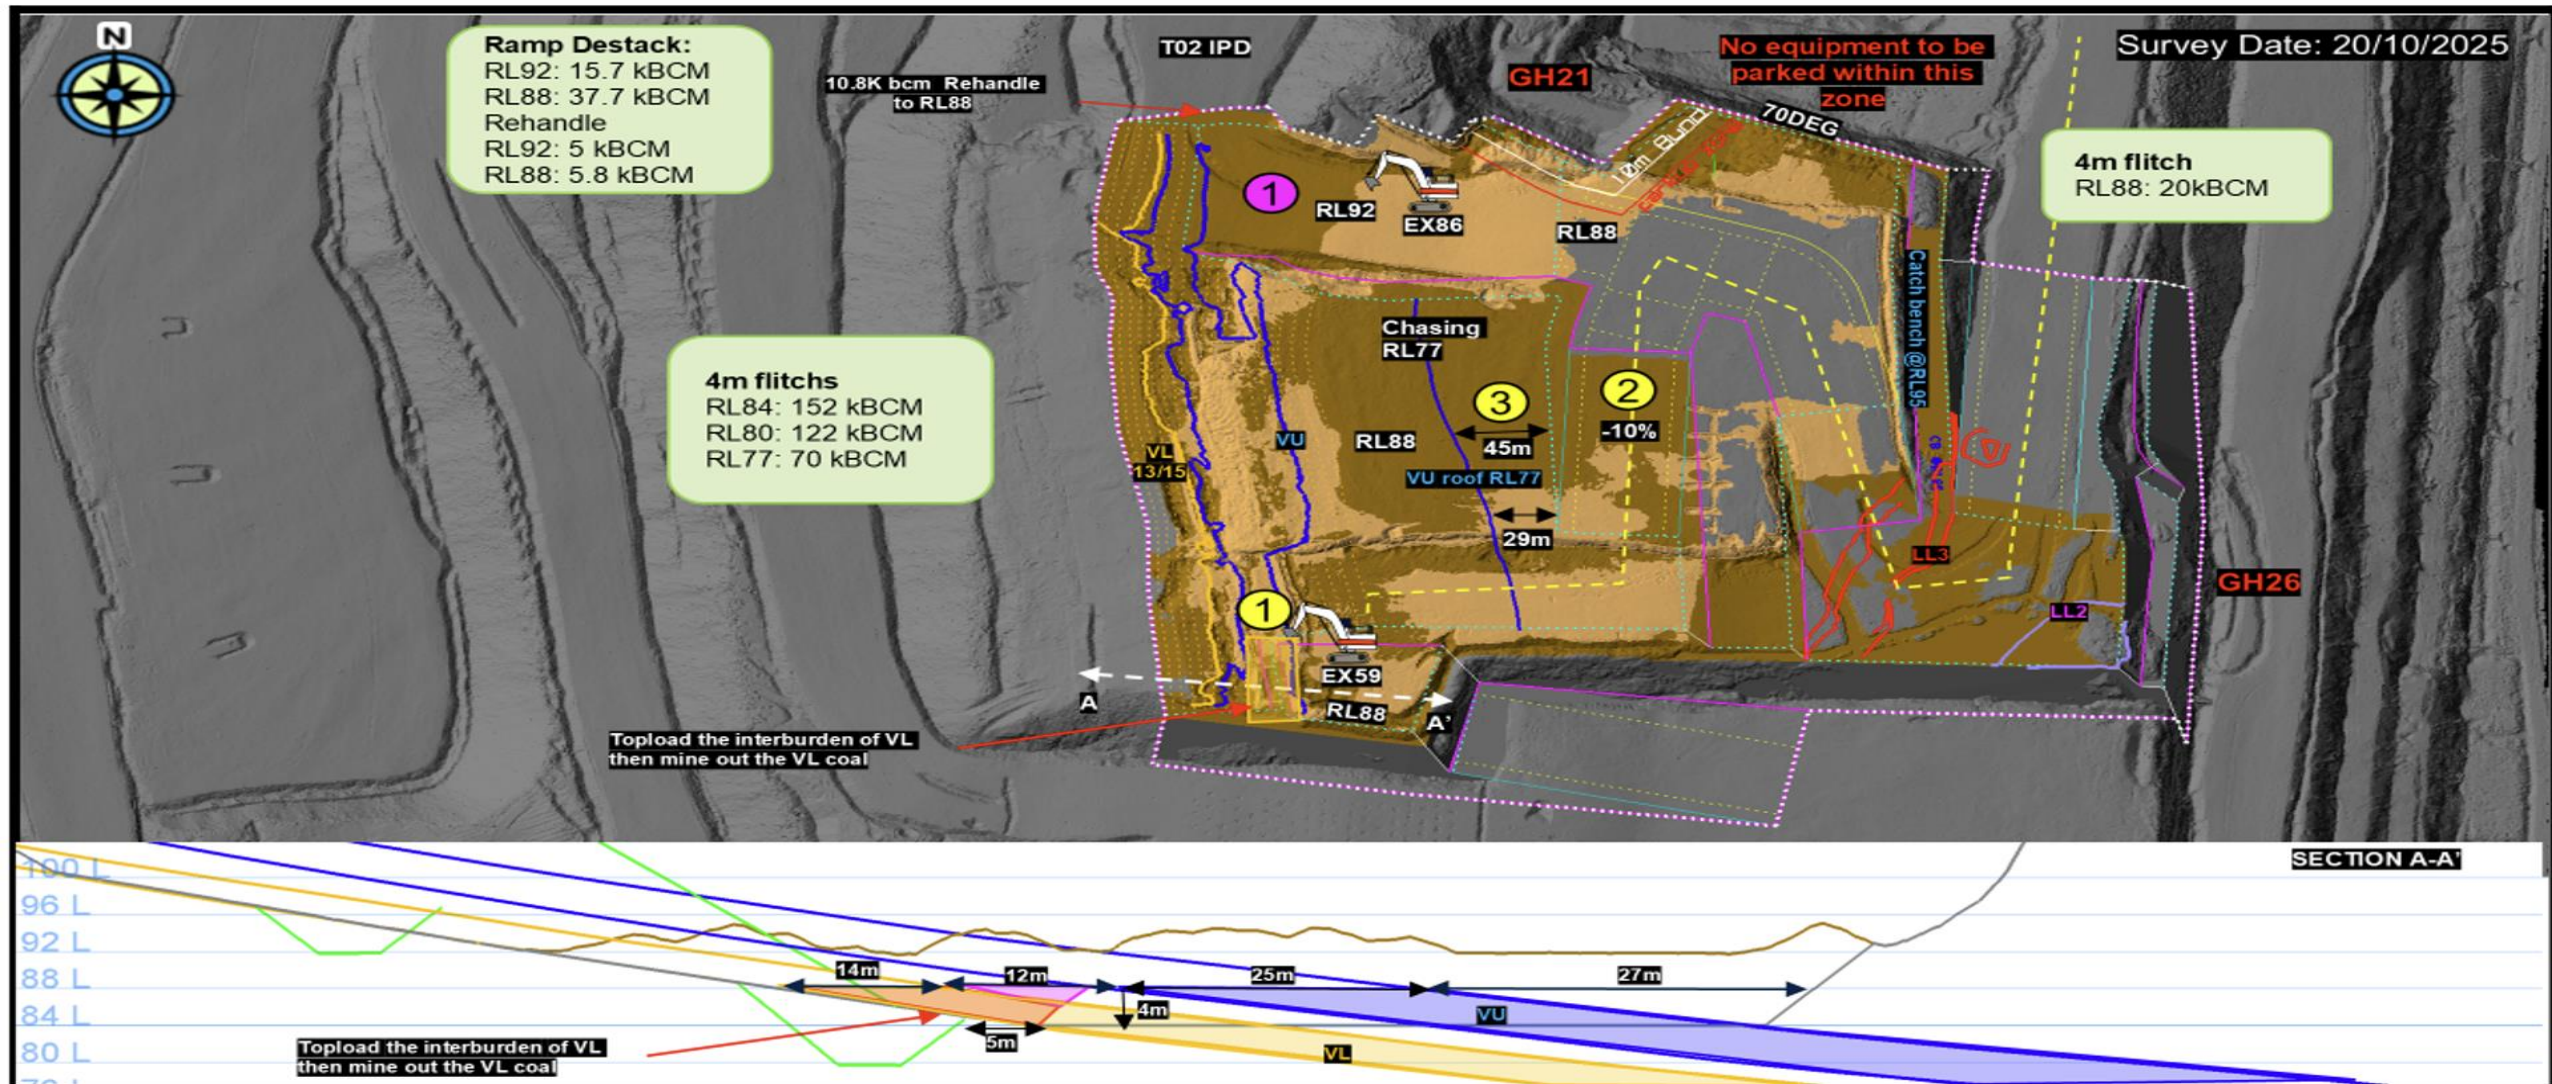 N
Ramp Destack:
RL92: 15.7 kBCM
RL88: 37.7 kBCM
Rehandle
RL92: 5 kBCM
RL88: 5.8 kBCM
10.8K bcm Rehandle
to RL88
T02 IPD
GH21
No equipment to be
parked within this
zone
Survey Date: 20/10/2025
70DEG
10m Bund
4m flitch
RL88: 20kBCM
1
RL92
EX86
RL88
Catch bench @RL95
4m flitchs
RL84: 152 kBCM
RL80: 122 kBCM
RL77: 70 kBCM
Chasing
RL77
3
45m
2
-10%
VL
13/15
VU
RL88
VU roof RL77
29m
LL3
LL2
GH26
1
EX59
RL88
A
A'
Topload the interburden of VL
then mine out the VL coal
SECTION A-A'
100 L
96 L
92 L
88 L
84 L
80 L
14m
12m
25m
27m
4m
5m
VU
VL
Topload the interburden of VL
then mine out the VL coal